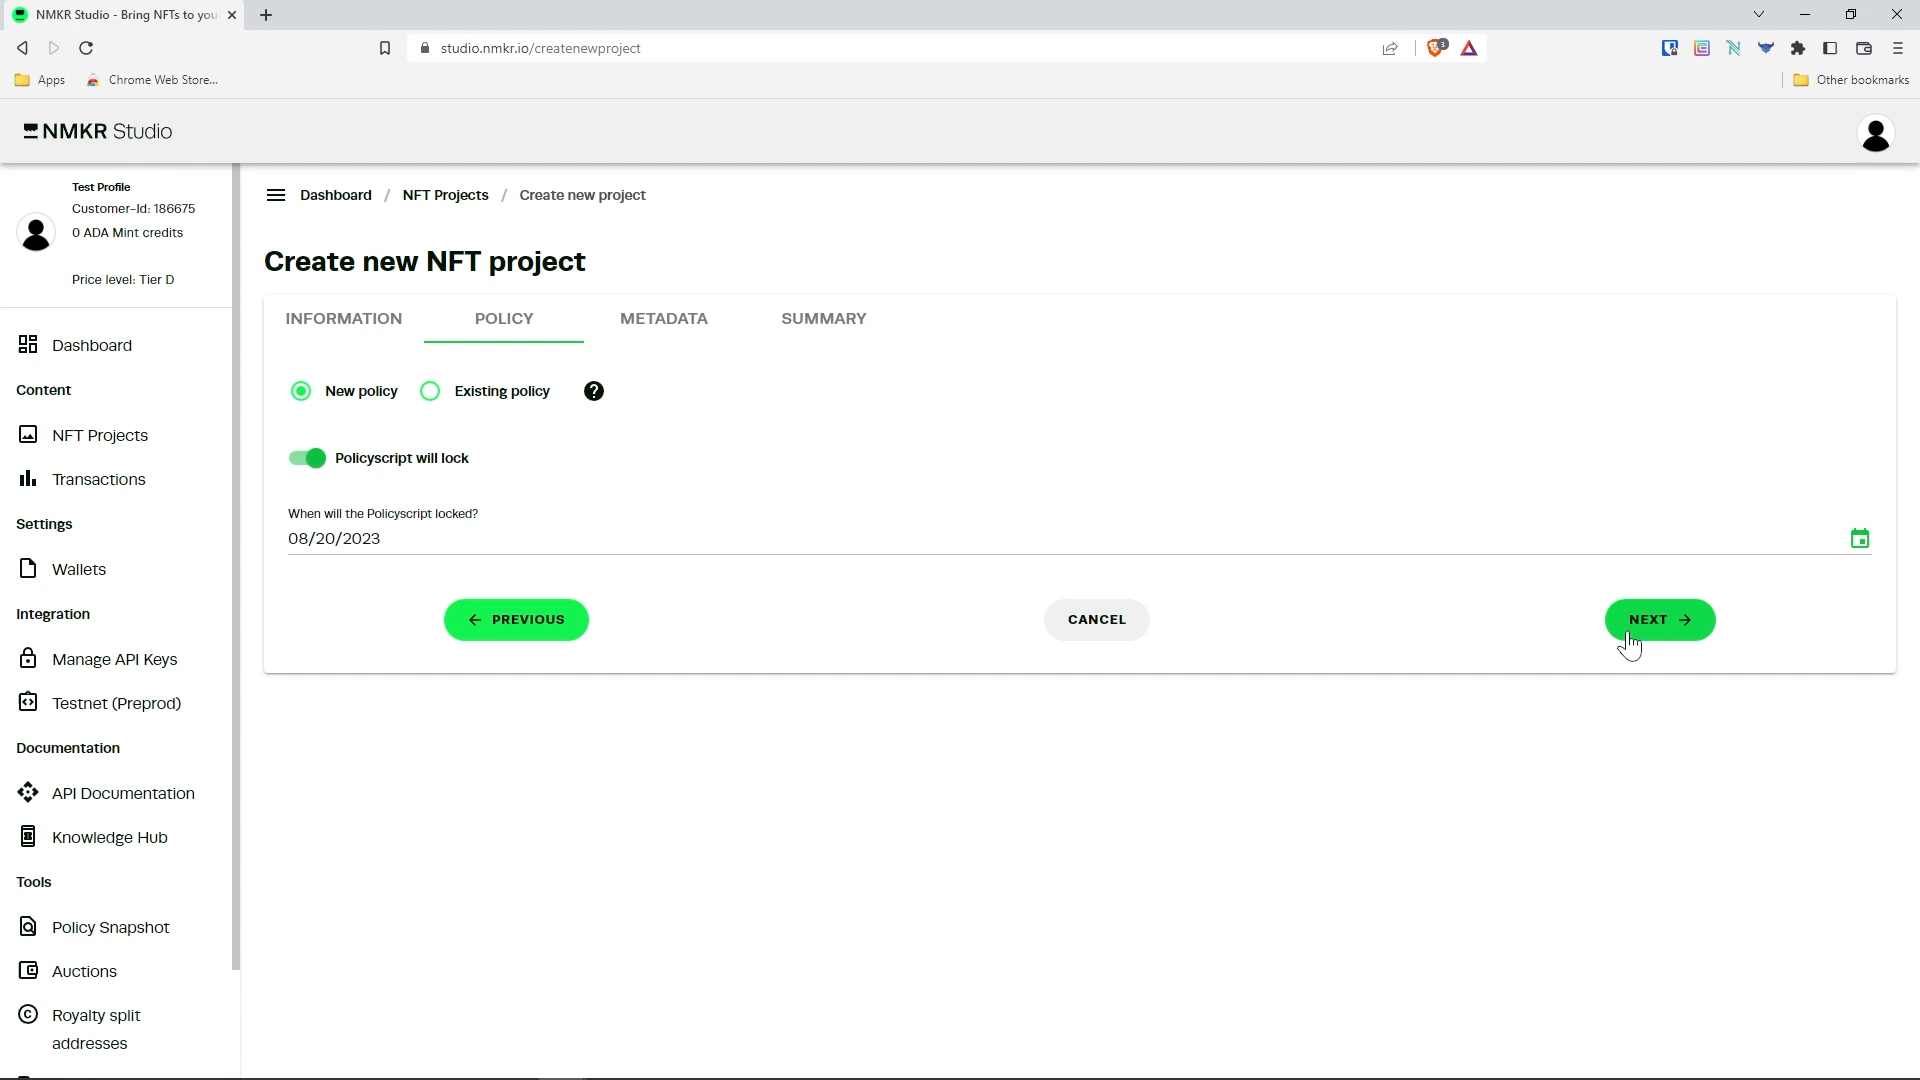 NMKR Studio - Bring NFTs to you
studio.nmkr.io/createnewproject
3
Apps
Chrome Web Store...
Other bookmarks
NMKR Studio
Test Profile
Customer-Id: 186675
0 ADA Mint credits
Price level: Tier D
Dashboard
Content
NFT Projects
Transactions
Settings
Wallets
Integration
Manage API Keys
Testnet (Preprod)
Documentation
API Documentation
Knowledge Hub
Tools
Policy Snapshot
Auctions
Royalty split
addresses
Dashboard / NFT Projects / Create new project
Create new NFT project
INFORMATION POLICY METADATA SUMMARY
New policy Existing policy ?
Policyscript will lock
When will the Policyscript locked?
08/20/2023
PREVIOUS CANCEL NEXT